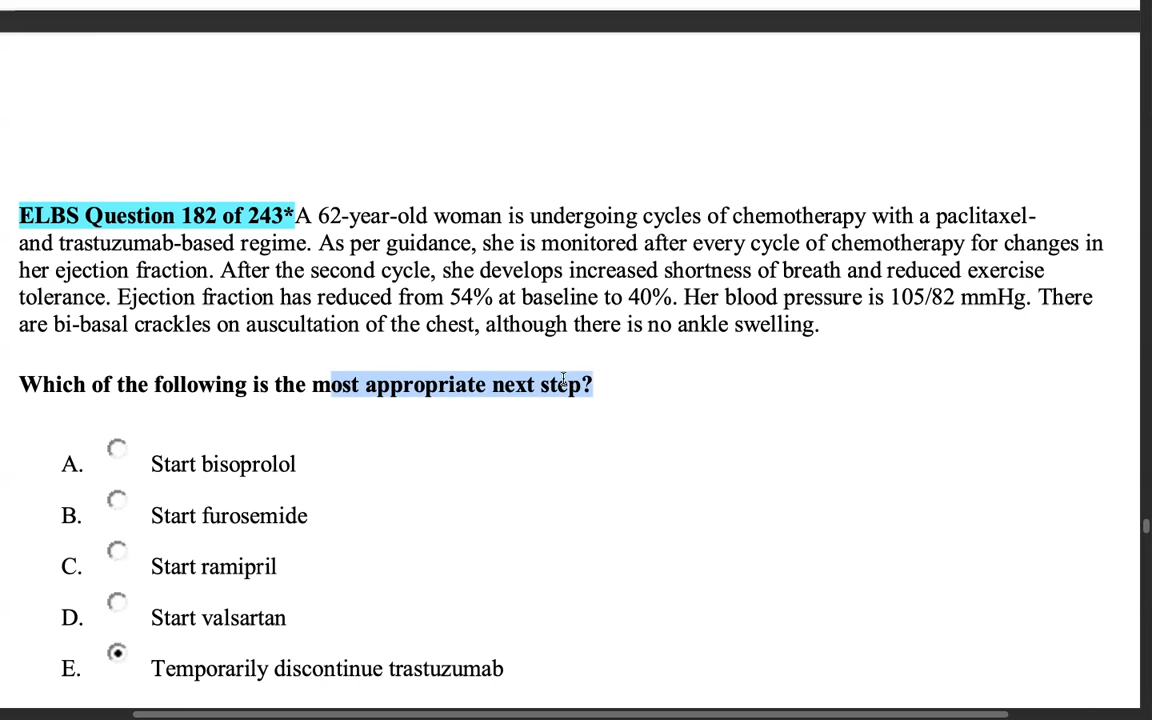 ELBS Question 182 of 243*A 62-year-old woman is undergoing cycles of chemotherapy with a paclitaxel-
and trastuzumab-based regime. As per guidance, she is monitored after every cycle of chemotherapy for changes in
her ejection fraction. After the second cycle, she develops increased shortness of breath and reduced exercise
tolerance. Ejection fraction has reduced from 54% at baseline to 40%. Her blood pressure is 105/82 mmHg. There
are bi-basal crackles on auscultation of the chest, although there is no ankle swelling.
Which of the following is the most appropriate next step?
A. Start bisoprolol
B. Start furosemide
C. Start ramipril
D. Start valsartan
E. Temporarily discontinue trastuzumab